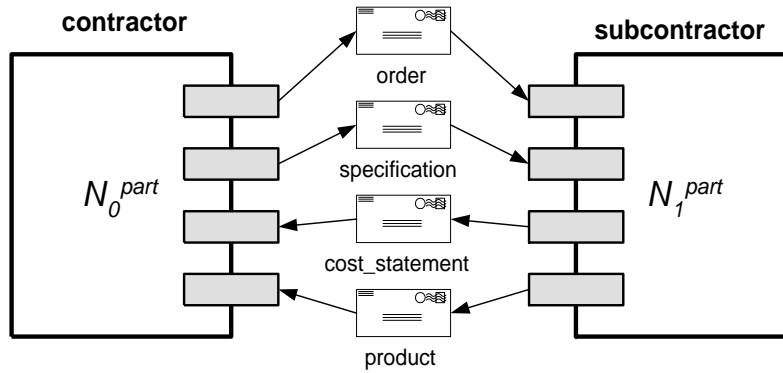 contractor
subcontractor
order
specification
N₀ᵖᵃʳᵗ
N₁ᵖᵃʳᵗ
cost_statement
product